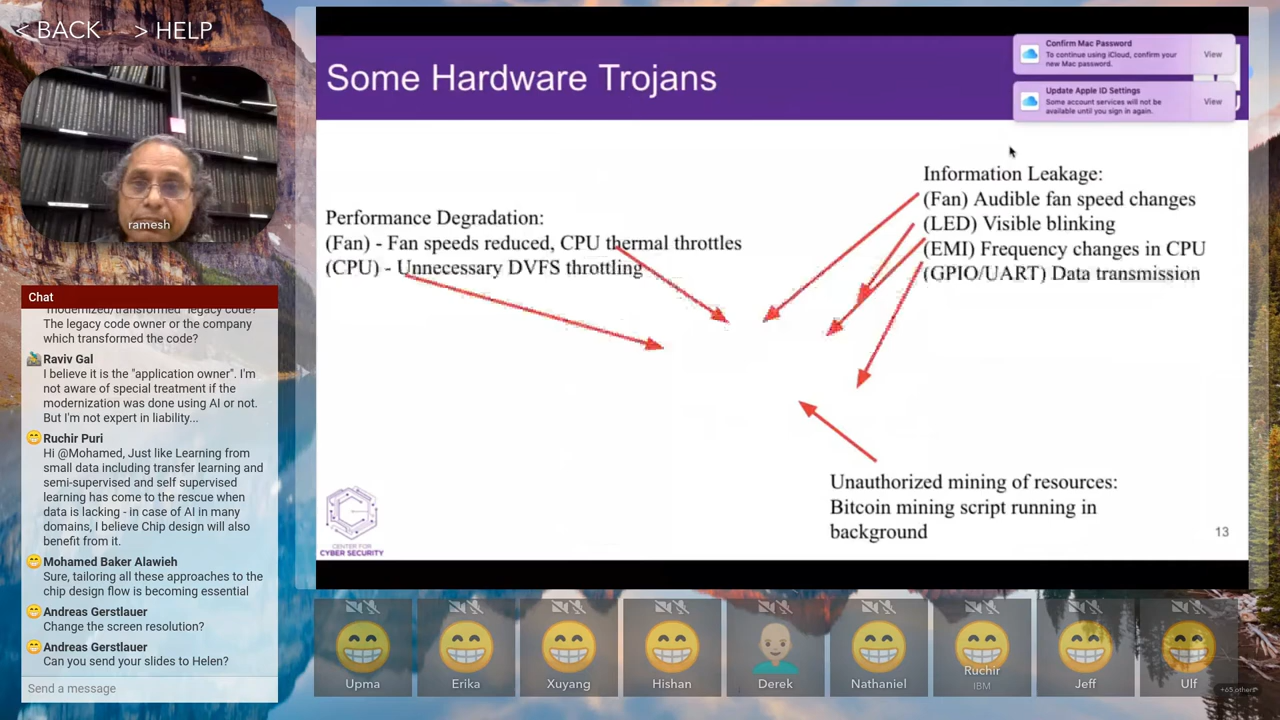 < BACK > HELP
ramesh
Chat
"modernized/transformed" legacy code?
The legacy code owner or the company
which transformed the code?
Raviv Gal
I believe it is the "application owner". I'm
not aware of special treatment if the
modernization was done using AI or not.
But I'm not expert in liability...
Ruchir Puri
Hi @Mohamed, Just like Learning from
small data including transfer learning and
semi-supervised and self supervised
learning has come to the rescue when
data is lacking - in case of AI in many
domains, I believe Chip design will also
benefit from it.
Mohamed Baker Alawieh
Sure, tailoring all these approaches to the
chip design flow is becoming essential
Andreas Gerstlauer
Change the screen resolution?
Andreas Gerstlauer
Can you send your slides to Helen?
Send a message
Some Hardware Trojans
Confirm Mac Password
To continue using iCloud, confirm your
new Mac password.
View
Update Apple ID Settings
Some account services will not be
available until you sign in again.
View
Performance Degradation:
(Fan) - Fan speeds reduced, CPU thermal throttles
(CPU) - Unnecessary DVFS throttling
Information Leakage:
(Fan) Audible fan speed changes
(LED) Visible blinking
(EMI) Frequency changes in CPU
(GPIO/UART) Data transmission
Unauthorized mining of resources:
Bitcoin mining script running in
background
CENTER FOR
CYBER SECURITY
13
Upma
Erika
Xuyang
Hishan
Derek
Nathaniel
Ruchir
IBM
Jeff
Ulf
+65 others